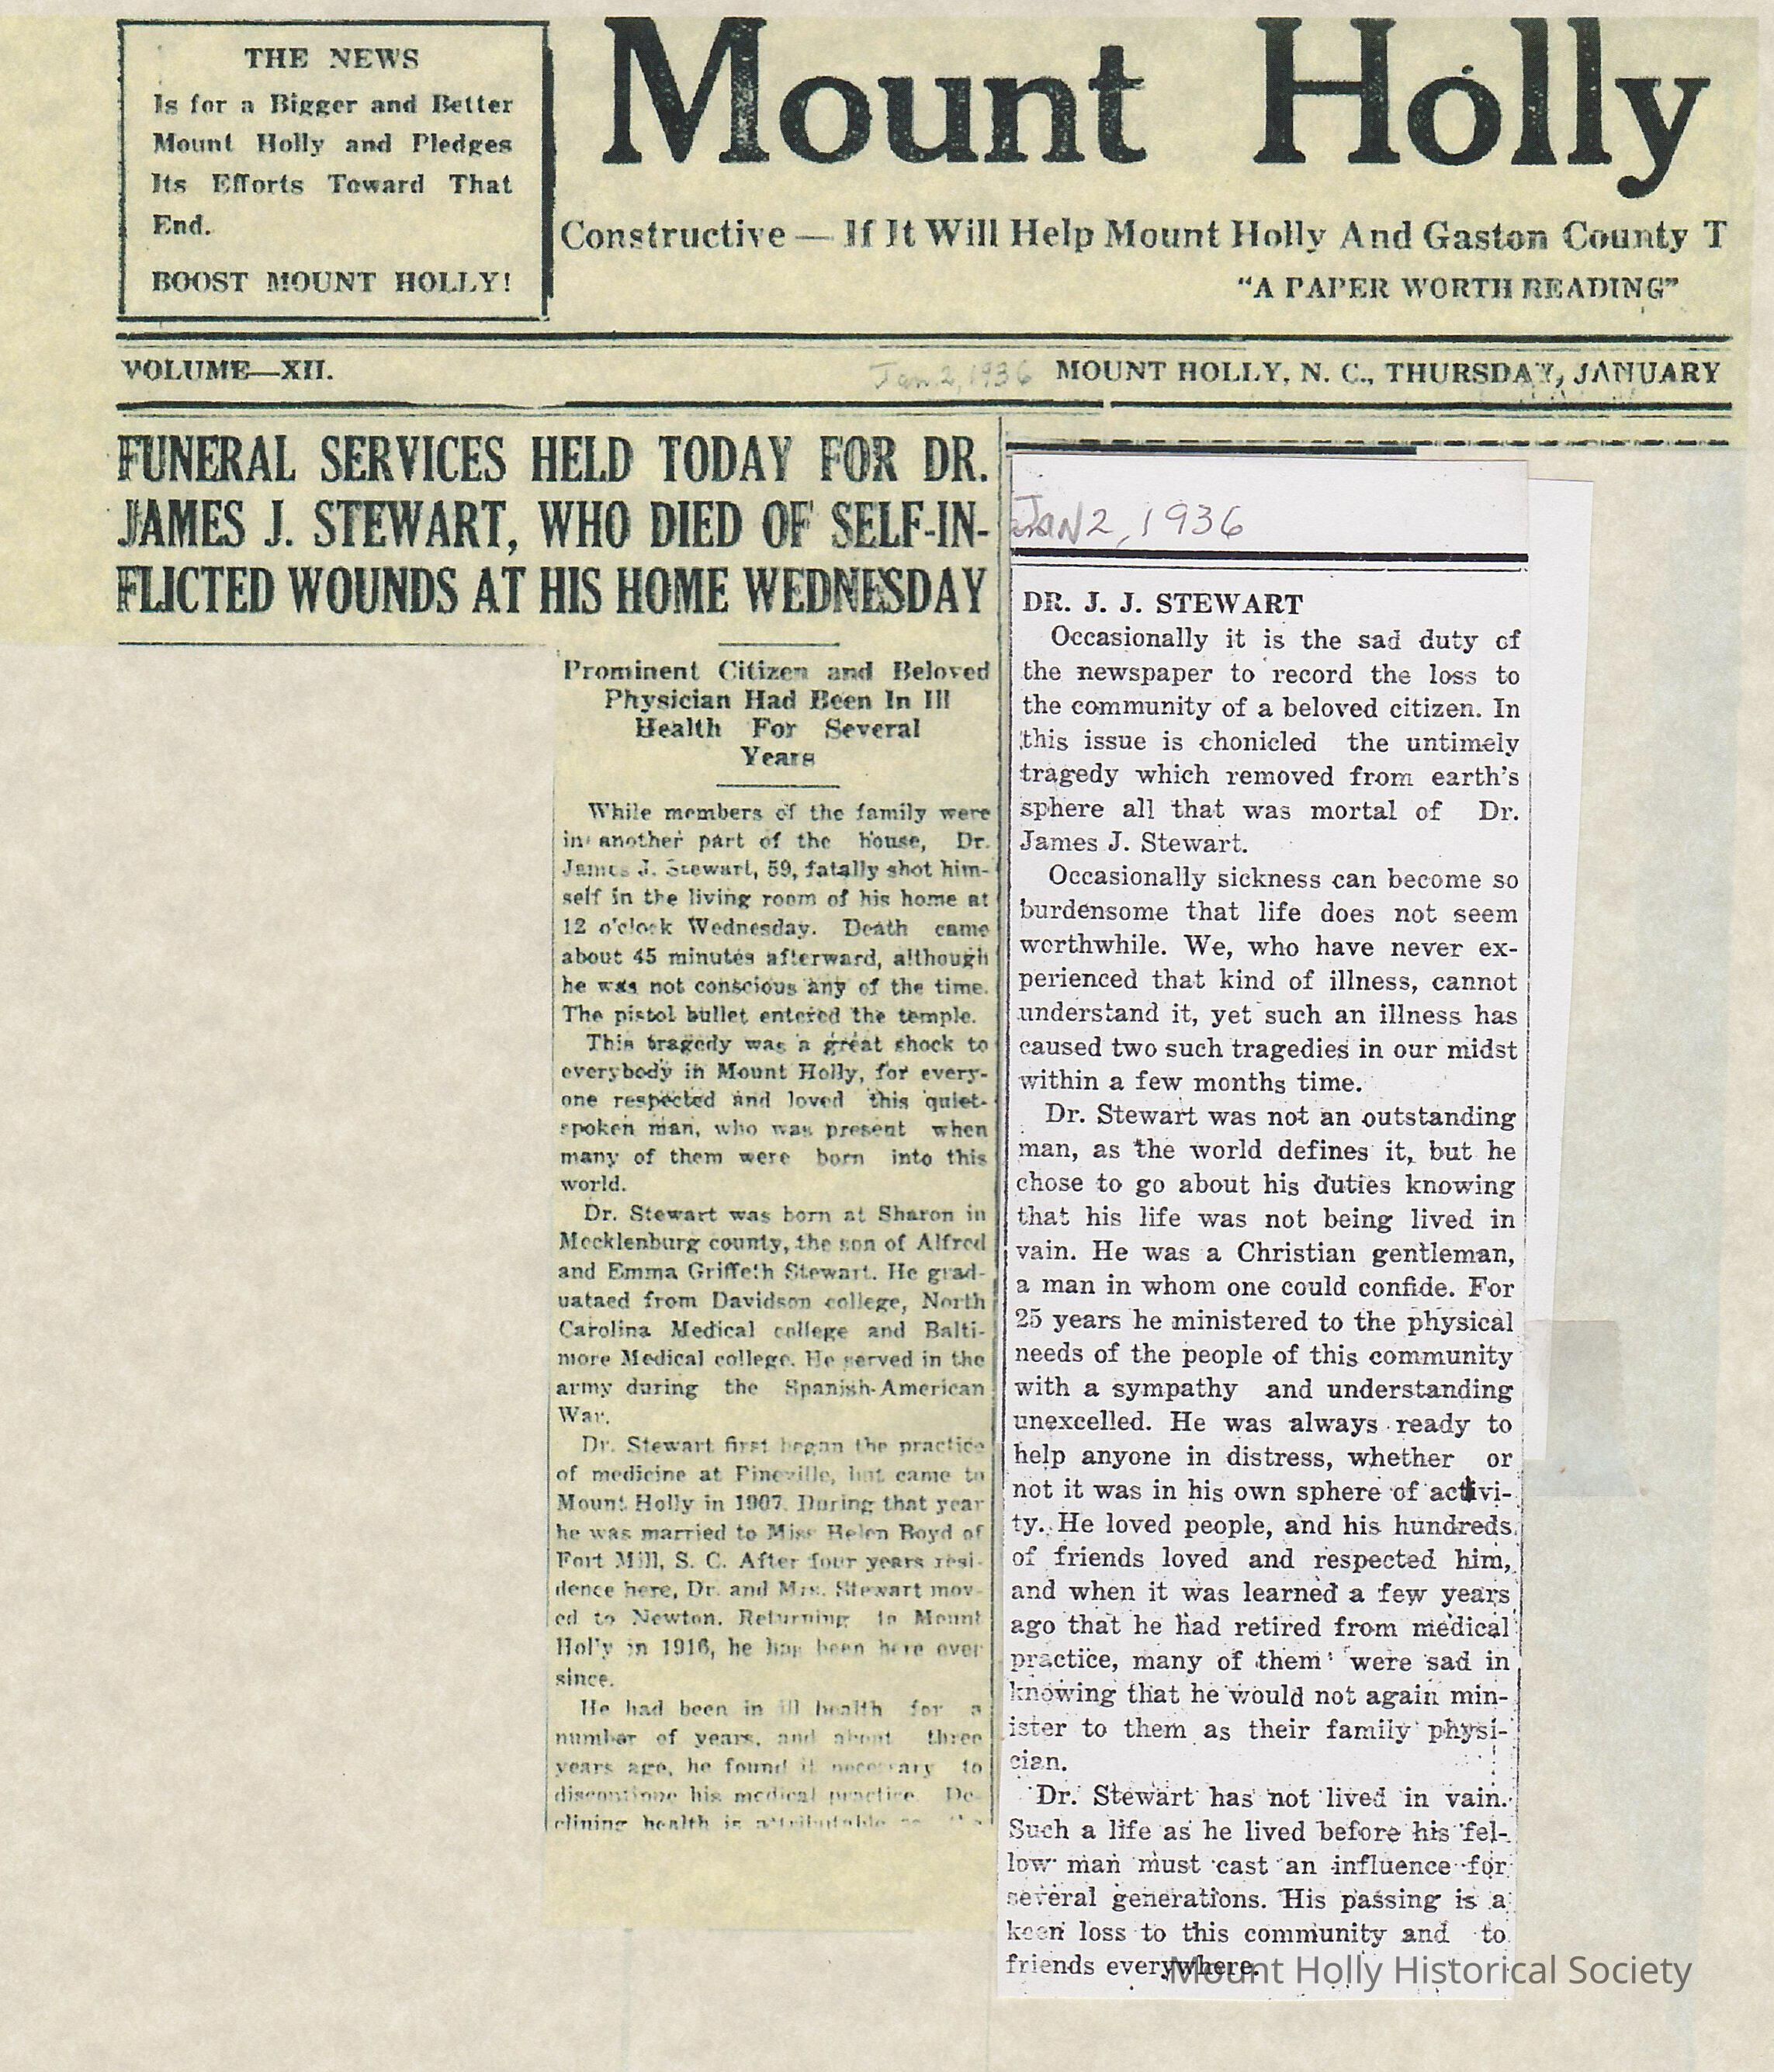 THE NEWS
Is for a Bigger and Better
Mount Holly and Pledges
Its Efforts Toward That
End.
BOOST MOUNT HOLLY!
Mount Holly
Constructive — If It Will Help Mount Holly And Gaston County T
"A PAPER WORTH READING"
VOLUME—XII.
Jan 2, 1936
MOUNT HOLLY, N. C., THURSDAY, JANUARY
FUNERAL SERVICES HELD TODAY FOR DR.
JAMES J. STEWART, WHO DIED OF SELF-IN-
FLICTED WOUNDS AT HIS HOME WEDNESDAY
Prominent Citizen and Beloved
Physician Had Been In Ill
Health For Several
Years
While members of the family were
in another part of the house, Dr.
James J. Stewart, 59, fatally shot him-
self in the living room of his home at
12 o'clock Wednesday. Death came
about 45 minutes afterward, although
he was not conscious any of the time.
The pistol bullet entered the temple.
This tragedy was a great shock to
everybody in Mount Holly, for every-
one respected and loved this quiet-
spoken man, who was present when
many of them were born into this
world.
Dr. Stewart was born at Sharon in
Mecklenburg county, the son of Alfred
and Emma Griffeth Stewart. He grad-
uataed from Davidson college, North
Carolina Medical college and Balti-
more Medical college. He served in the
army during the Spanish-American
War.
Dr. Stewart first began the practice
of medicine at Pineville, but came to
Mount Holly in 1907. During that year
he was married to Miss Helen Boyd of
Fort Mill, S. C. After four years resi-
dence here, Dr. and Mrs. Stewart mov-
ed to Newton. Returning to Mount
Holly in 1916, he has been here ever
since.
He had been in ill health for a
number of years, and about three
years ago, he found it necessary to
discontinue his medical practice. De-
clining health is attributable as the
JAN 2, 1936
DR. J. J. STEWART
Occasionally it is the sad duty of
the newspaper to record the loss to
the community of a beloved citizen. In
this issue is chonicled the untimely
tragedy which removed from earth's
sphere all that was mortal of Dr.
James J. Stewart.
Occasionally sickness can become so
burdensome that life does not seem
worthwhile. We, who have never ex-
perienced that kind of illness, cannot
understand it, yet such an illness has
caused two such tragedies in our midst
within a few months time.
Dr. Stewart was not an outstanding
man, as the world defines it, but he
chose to go about his duties knowing
that his life was not being lived in
vain. He was a Christian gentleman,
a man in whom one could confide. For
25 years he ministered to the physical
needs of the people of this community
with a sympathy and understanding
unexcelled. He was always ready to
help anyone in distress, whether or
not it was in his own sphere of activi-
ty. He loved people, and his hundreds
of friends loved and respected him,
and when it was learned a few years
ago that he had retired from medical
practice, many of them were sad in
knowing that he would not again min-
ister to them as their family physi-
cian.
Dr. Stewart has not lived in vain.
Such a life as he lived before his fel-
low man must cast an influence for
several generations. His passing is a
keen loss to this community and to
friends everywhere.
Mount Holly Historical Society